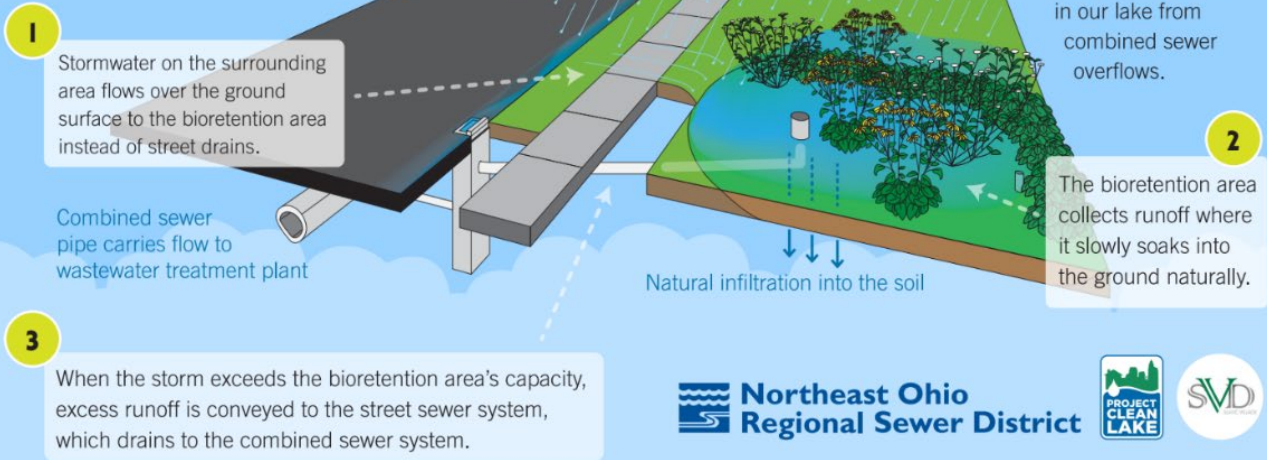 in our lake from
combined sewer
overflows.
1
Stormwater on the surrounding
area flows over the ground
surface to the bioretention area
instead of street drains.
2
The bioretention area
collects runoff where
it slowly soaks into
the ground naturally.
Combined sewer
pipe carries flow to
wastewater treatment plant
Natural infiltration into the soil
3
When the storm exceeds the bioretention area's capacity,
excess runoff is conveyed to the street sewer system,
which drains to the combined sewer system.
Northeast Ohio
Regional Sewer District
PROJECT
CLEAN
LAKE
SVD